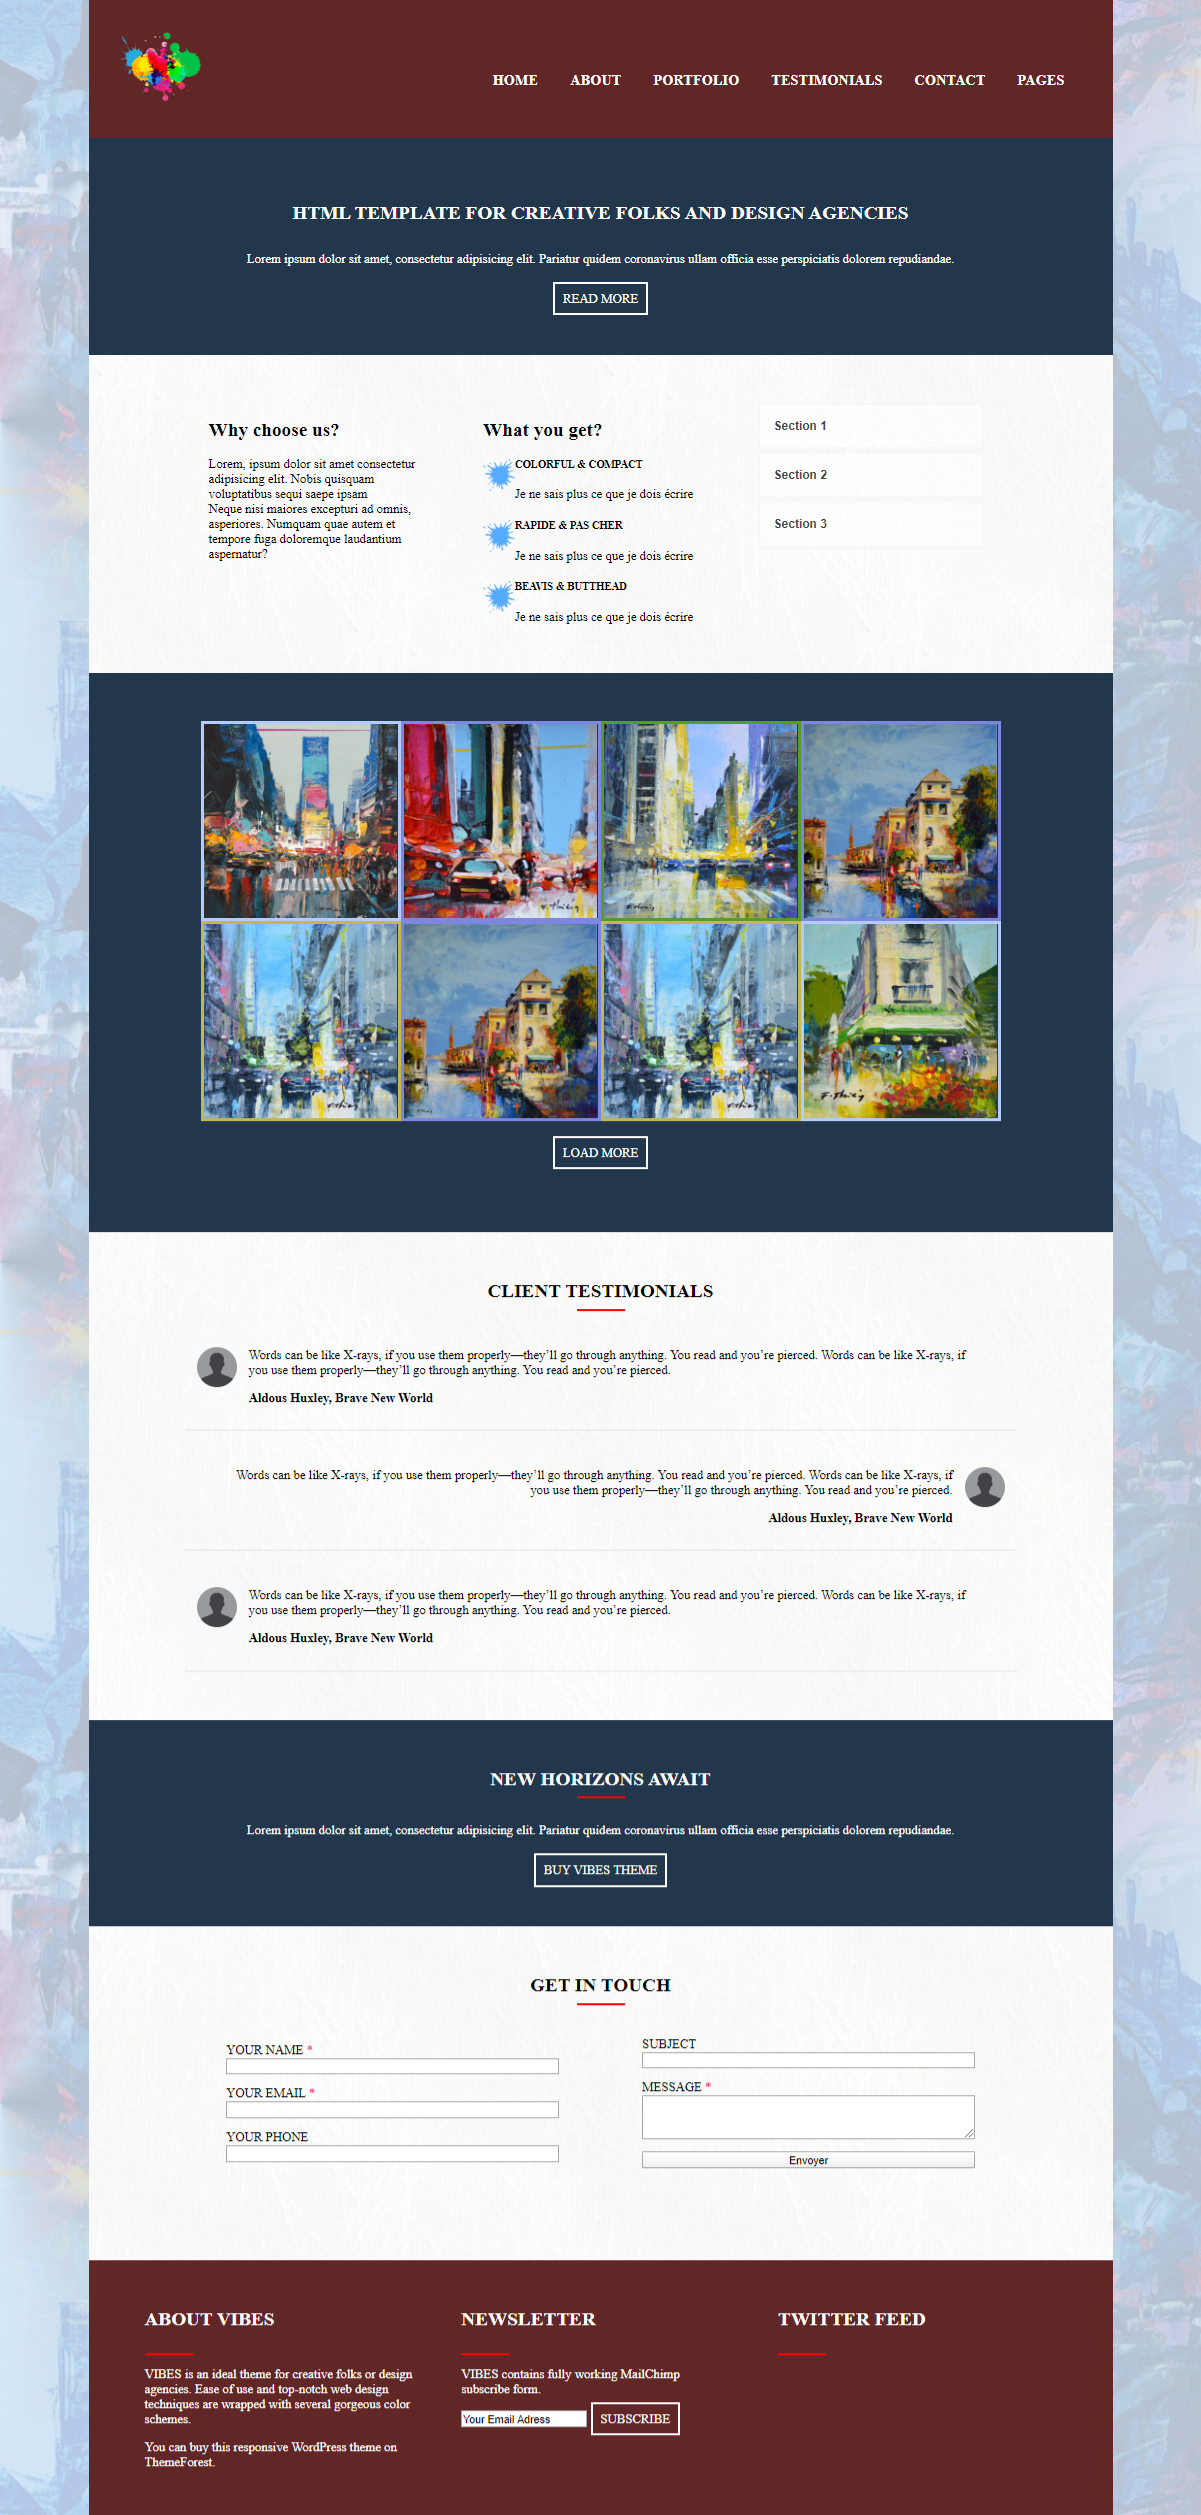 HOME ABOUT PORTFOLIO TESTIMONIALS CONTACT PAGES
HTML TEMPLATE FOR CREATIVE FOLKS AND DESIGN AGENCIES
Lorem ipsum dolor sit amet, consectetur adipisicing elit. Pariatur quidem coronavirus ullam officia esse perspiciatis dolorem repudiandae.
READ MORE
Why choose us?
Lorem, ipsum dolor sit amet consectetur
adipisicing elit. Nobis quisquam
voluptatibus sequi saepe ipsam
Neque nisi maiores excepturi ad omnis,
asperiores. Numquam quae autem et
tempore fuga doloremque laudantium
aspernatur?
What you get?
COLORFUL & COMPACT
Je ne sais plus ce que je dois écrire
RAPIDE & PAS CHER
Je ne sais plus ce que je dois écrire
BEAVIS & BUTTHEAD
Je ne sais plus ce que je dois écrire
Section 1
Section 2
Section 3
LOAD MORE
CLIENT TESTIMONIALS
Words can be like X-rays, if you use them properly—they’ll go through anything. You read and you’re pierced. Words can be like X-rays, if
you use them properly—they’ll go through anything. You read and you’re pierced.
Aldous Huxley, Brave New World
Words can be like X-rays, if you use them properly—they’ll go through anything. You read and you’re pierced. Words can be like X-rays, if
you use them properly—they’ll go through anything. You read and you’re pierced.
Aldous Huxley, Brave New World
Words can be like X-rays, if you use them properly—they’ll go through anything. You read and you’re pierced. Words can be like X-rays, if
you use them properly—they’ll go through anything. You read and you’re pierced.
Aldous Huxley, Brave New World
NEW HORIZONS AWAIT
Lorem ipsum dolor sit amet, consectetur adipisicing elit. Pariatur quidem coronavirus ullam officia esse perspiciatis dolorem repudiandae.
BUY VIBES THEME
GET IN TOUCH
YOUR NAME *
YOUR EMAIL *
YOUR PHONE
SUBJECT
MESSAGE *
Envoyer
ABOUT VIBES
VIBES is an ideal theme for creative folks or design
agencies. Ease of use and top-notch web design
techniques are wrapped with several gorgeous color
schemes.
You can buy this responsive WordPress theme on
ThemeForest.
NEWSLETTER
VIBES contains fully working MailChimp
subscribe form.
Your Email Adress SUBSCRIBE
TWITTER FEED